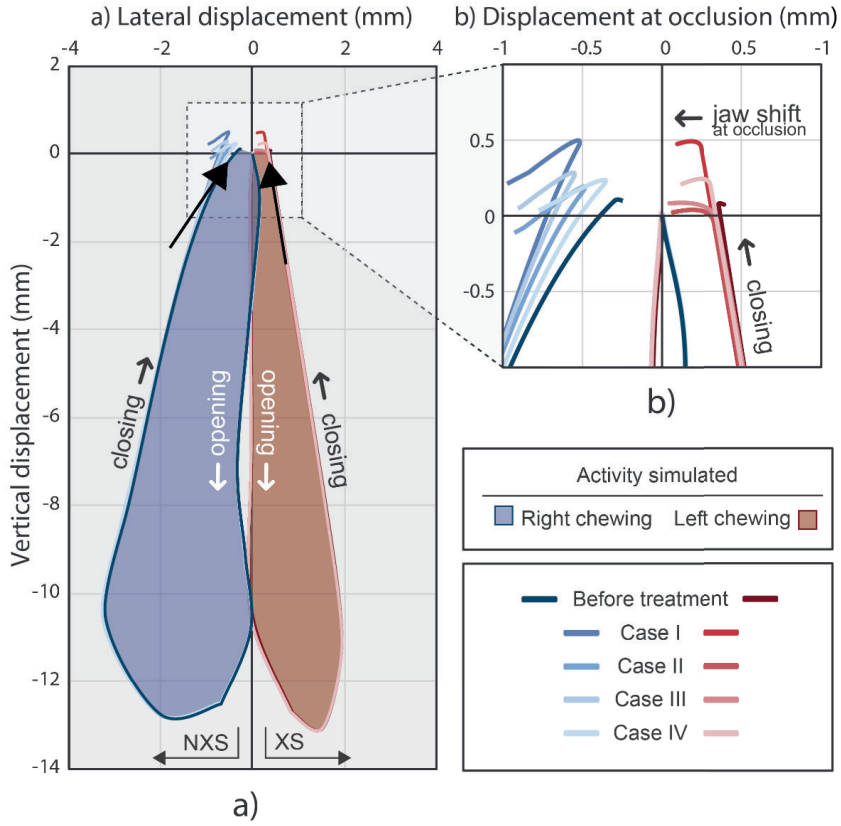 a) Lateral displacement (mm)
-4 -2 0 2 4
b) Displacement at occlusion (mm)
-1 -0.5 0 0.5 1
Vertical displacement (mm)
2
0
-2
-4
-6
-8
-10
-12
-14
closing
opening
opening
closing
NXS
XS
a)
0.5
0
-0.5
jaw shift
at occlusion
closing
b)
Activity simulated
Right chewing Left chewing
Before treatment
Case I
Case II
Case III
Case IV